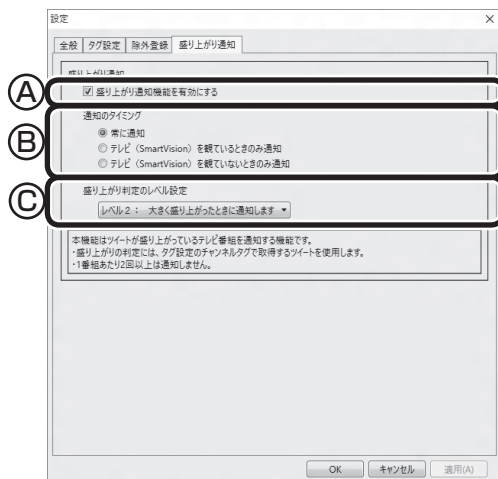 設定
全般 タグ設定 除外登録 盛り上がり通知
盛り上がり通知
Ⓐ
盛り上がり通知機能を有効にする
Ⓑ
通知のタイミング
常に通知
テレビ（SmartVision）を観ているときのみ通知
テレビ（SmartVision）を観ていないときのみ通知
Ⓒ
盛り上がり判定のレベル設定
レベル2： 大きく盛り上がったときに通知します
本機能はツイートが盛り上がっているテレビ番組を通知する機能です。
・盛り上がりの判定には、タグ設定のチャンネルタグで取得するツイートを使用します。
・1番組あたり2回以上は通知しません。
OK キャンセル 適用(A)